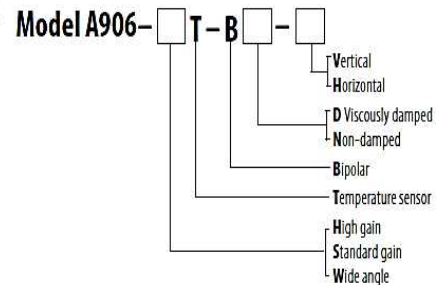 Model A906– T–B –
Vertical
Horizontal
D Viscously damped
Non-damped
Bipolar
Temperature sensor
High gain
Standard gain
Wide angle